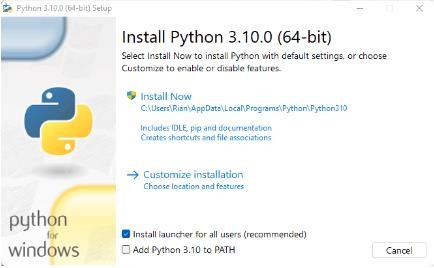 Python 3.10.0 (64-bit) Setup
Install Python 3.10.0 (64-bit)
Select Install Now to install Python with default settings, or choose
Customize to enable or disable features.
Install Now
C:\Users\Rian\AppData\Local\Programs\Python\Python310
Includes IDLE, pip and documentation
Creates shortcuts and file associations
Customize installation
Choose location and features
python
for
windows
Install launcher for all users (recommended)
Add Python 3.10 to PATH
Cancel